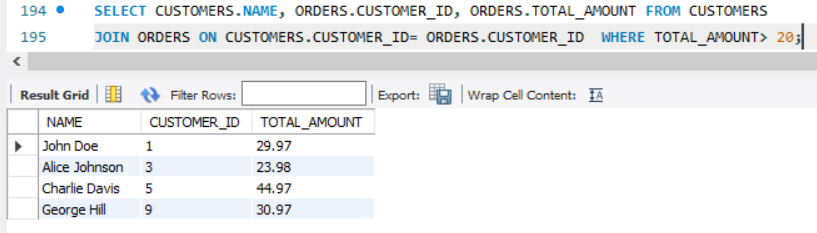 194 SELECT CUSTOMERS.NAME, ORDERS.CUSTOMER_ID, ORDERS.TOTAL_AMOUNT FROM CUSTOMERS
195 JOIN ORDERS ON CUSTOMERS.CUSTOMER_ID= ORDERS.CUSTOMER_ID  WHERE TOTAL_AMOUNT> 20;
Result Grid Filter Rows: Export: Wrap Cell Content: IA
NAME CUSTOMER_ID TOTAL_AMOUNT
John Doe 1 29.97
Alice Johnson 3 23.98
Charlie Davis 5 44.97
George Hill 9 30.97